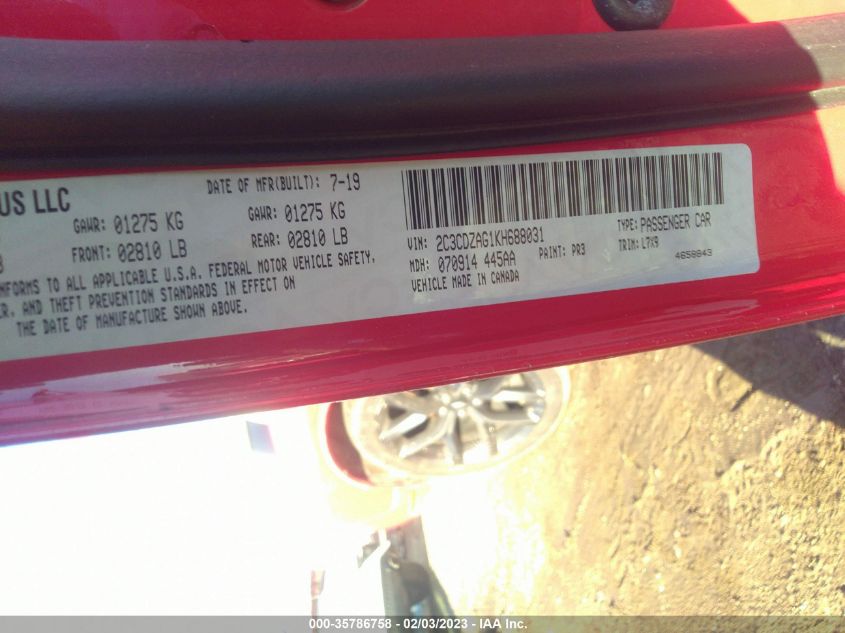 US LLC
DATE OF MFR(BUILT): 7-19
GAWR: 01275 KG GAWR: 01275 KG
FRONT: 02810 LB REAR: 02810 LB
TO ALL APPLICABLE U.S.A. FEDERAL MOTOR VEHICLE SAFETY,
AND THEFT PREVENTION STANDARDS IN EFFECT ON
THE DATE OF MANUFACTURE SHOWN ABOVE.
VIN: 2C3CDZAG1KH688031 TYPE: PASSENGER CAR
MDH: 070914 445AA PAINT: PR3 TRIM: L7X9
VEHICLE MADE IN CANADA 4658843
000-35786758 - 02/03/2023 - IAA Inc.